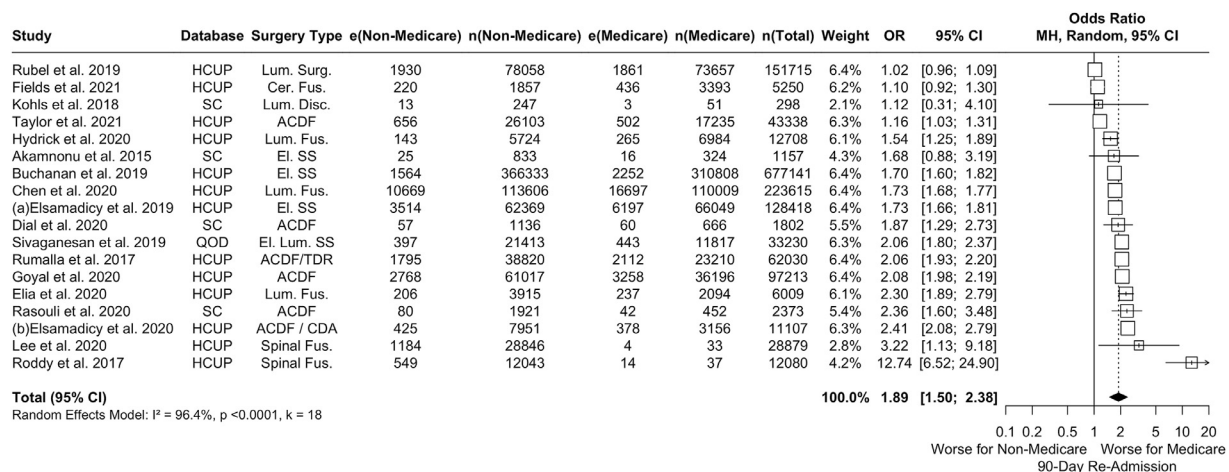 Odds Ratio
Study Database Surgery Type e(Non-Medicare) n(Non-Medicare) e(Medicare) n(Medicare) n(Total) Weight OR 95% CI MH, Random, 95% CI
Rubel et al. 2019 HCUP Lum. Surg. 1930 78058 1861 73657 151715 6.4% 1.02 [0.96; 1.09]
Fields et al. 2021 HCUP Cer. Fus. 220 1857 436 3393 5250 6.2% 1.10 [0.92; 1.30]
Kohls et al. 2018 SC Lum. Disc. 13 247 3 51 298 2.1% 1.12 [0.31; 4.10]
Taylor et al. 2021 HCUP ACDF 656 26103 502 17235 43338 6.3% 1.16 [1.03; 1.31]
Hydrick et al. 2020 HCUP Lum. Fus. 143 5724 265 6984 12708 6.1% 1.54 [1.25; 1.89]
Akamnonu et al. 2015 SC El. SS 25 833 16 324 1157 4.3% 1.68 [0.88; 3.19]
Buchanan et al. 2019 HCUP El. SS 1564 366333 2252 310808 677141 6.4% 1.70 [1.60; 1.82]
Chen et al. 2020 HCUP Lum. Fus. 10669 113606 16697 110009 223615 6.4% 1.73 [1.68; 1.77]
(a)Elsamadicy et al. 2019 HCUP El. SS 3514 62369 6197 66049 128418 6.4% 1.73 [1.66; 1.81]
Dial et al. 2020 SC ACDF 57 1136 60 666 1802 5.5% 1.87 [1.29; 2.73]
Sivaganesan et al. 2019 QOD El. Lum. SS 397 21413 443 11817 33230 6.3% 2.06 [1.80; 2.37]
Rumalla et al. 2017 HCUP ACDF/TDR 1795 38820 2112 23210 62030 6.4% 2.06 [1.93; 2.20]
Goyal et al. 2020 HCUP ACDF 2768 61017 3258 36196 97213 6.4% 2.08 [1.98; 2.19]
Elia et al. 2020 HCUP Lum. Fus. 206 3915 237 2094 6009 6.1% 2.30 [1.89; 2.79]
Rasouli et al. 2020 SC ACDF 80 1921 42 452 2373 5.4% 2.36 [1.60; 3.48]
(b)Elsamadicy et al. 2020 HCUP ACDF / CDA 425 7951 378 3156 11107 6.3% 2.41 [2.08; 2.79]
Lee et al. 2020 HCUP Spinal Fus. 1184 28846 4 33 28879 2.8% 3.22 [1.13; 9.18]
Roddy et al. 2017 HCUP Spinal Fus. 549 12043 14 37 12080 4.2% 12.74 [6.52; 24.90]
Total (95% CI) 100.0% 1.89 [1.50; 2.38]
Random Effects Model: I² = 96.4%, p <0.0001, k = 18
0.1 0.2 0.5 1 2 5 10 20
Worse for Non-Medicare Worse for Medicare
90-Day Re-Admission